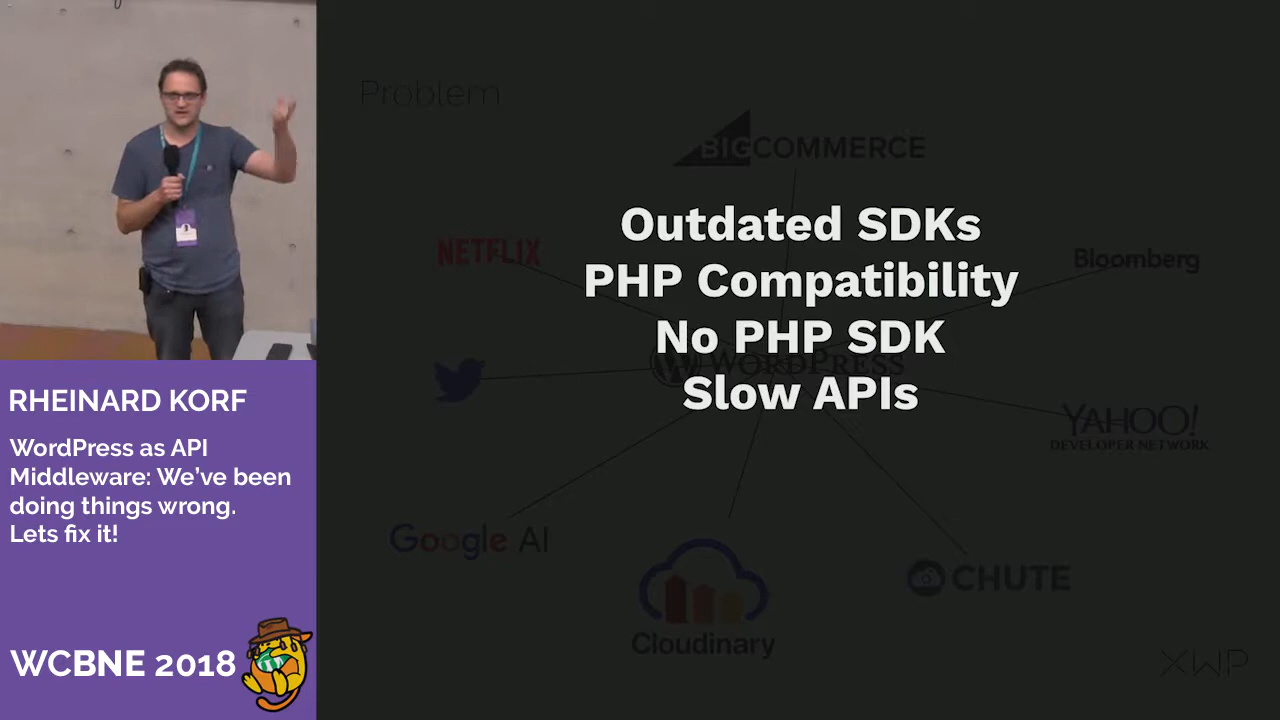 RHEINARD KORF
WordPress as API
Middleware: We've been
doing things wrong.
Lets fix it!
WCBNE 2018
Problem
BIGCOMMERCE
Outdated SDKs
NETFLIX
Bloomberg
PHP Compatibility
No PHP SDK
WORDPRESS
Slow APIs
YAHOO!
DEVELOPER NETWORK
Google AI
CHUTE
Cloudinary
XWP